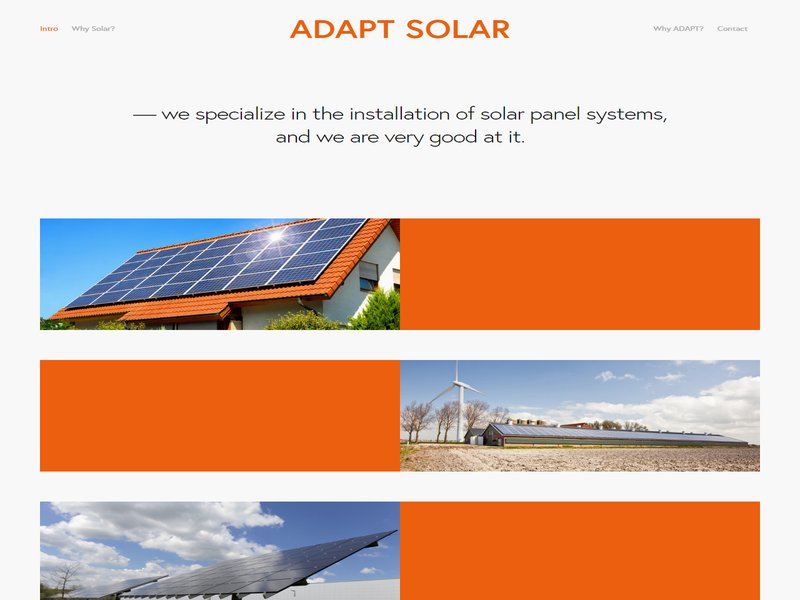 Intro
Why Solar?
ADAPT SOLAR
Why ADAPT?
Contact
— we specialize in the installation of solar panel systems,
and we are very good at it.